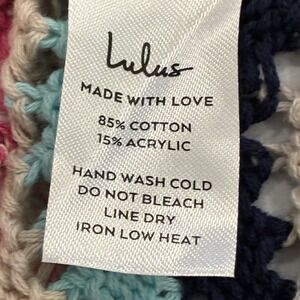 Lulus
MADE WITH LOVE
85% COTTON
15% ACRYLIC
HAND WASH COLD
DO NOT BLEACH
LINE DRY
IRON LOW HEAT